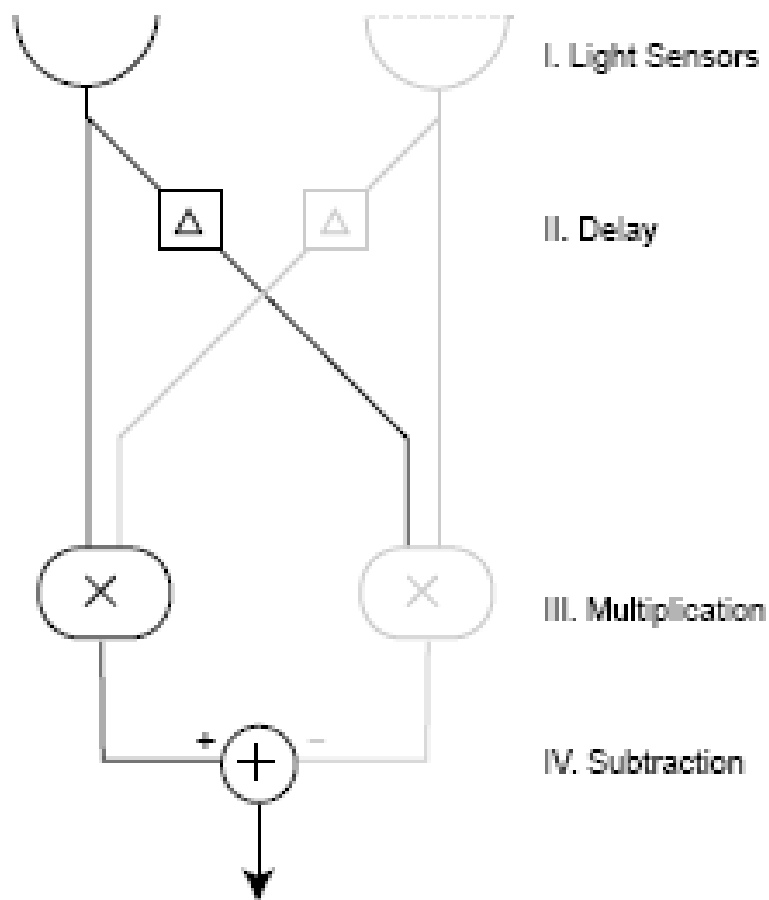 I. Light Sensors
Δ Δ
II. Delay
× ×
III. Multiplication
+ −
+
IV. Subtraction